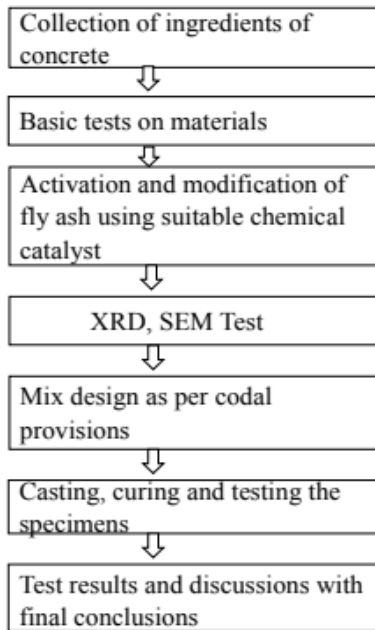 Collection of ingredients of
concrete
Basic tests on materials
Activation and modification of
fly ash using suitable chemical
catalyst
XRD, SEM Test
Mix design as per codal
provisions
Casting, curing and testing the
specimens
Test results and discussions with
final conclusions